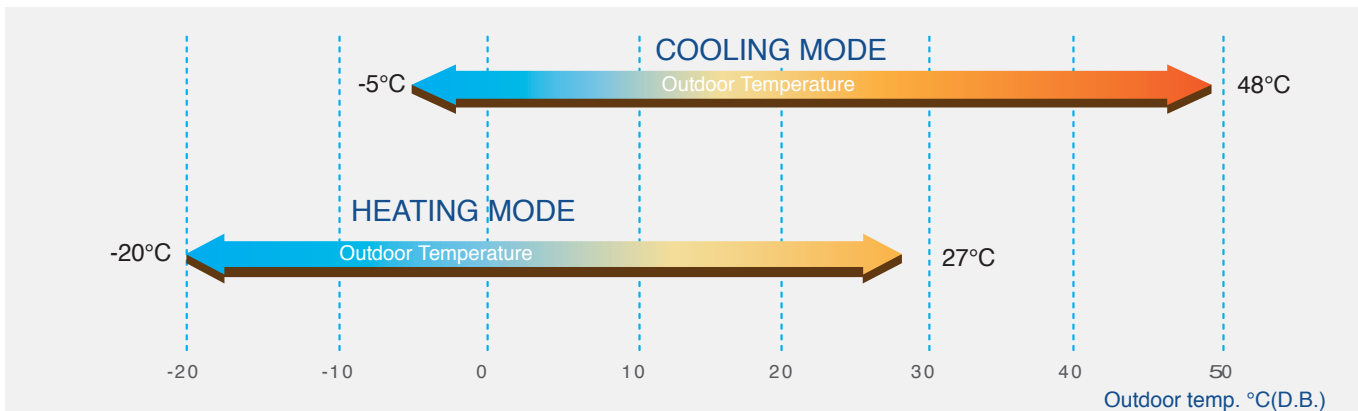 COOLING MODE
-5°C
Outdoor Temperature
48°C
HEATING MODE
-20°C
Outdoor Temperature
27°C
-20 -10 0 10 20 30 40 50
Outdoor temp. °C(D.B.)